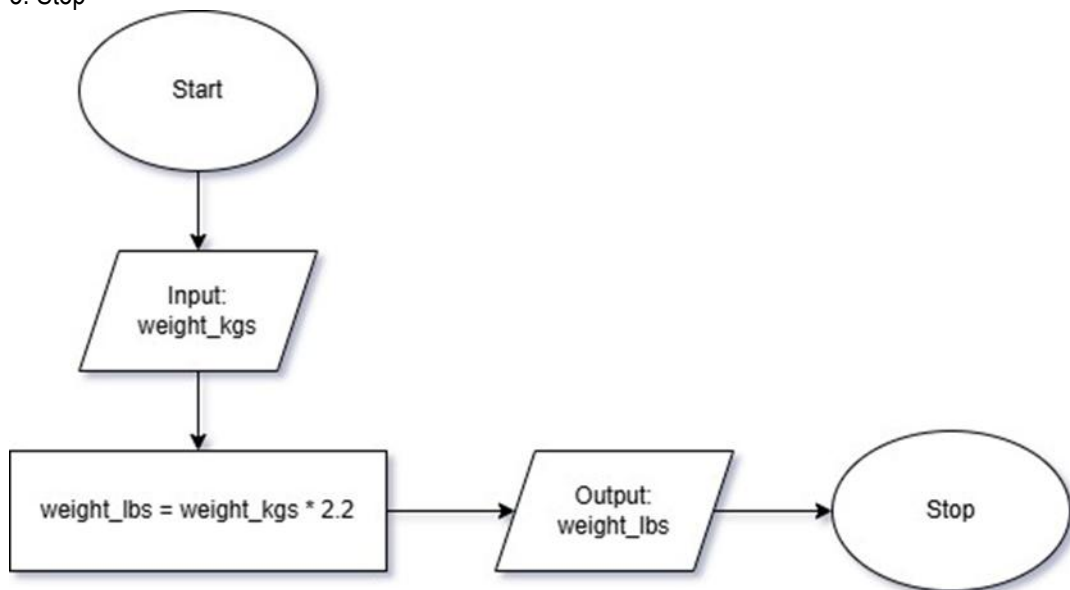 Start
Input:
weight_kgs
weight_lbs = weight_kgs * 2.2
Output:
weight_lbs
Stop